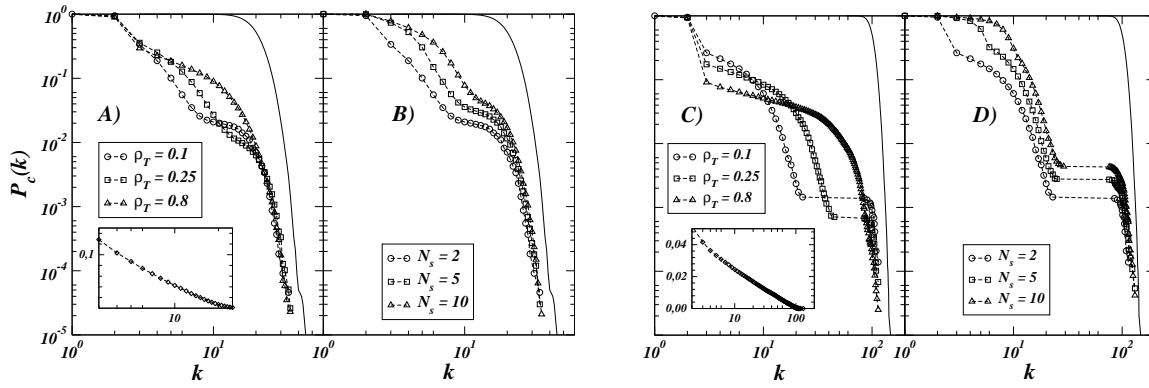 10^0
10^-1
10^-2
10^-3
10^-4
10^-5
P_c(k)
A)
ρ_T = 0.1
ρ_T = 0.25
ρ_T = 0.8
0,1
10
10^0
10^1
k
B)
N_s = 2
N_s = 5
N_s = 10
10^0
10^1
k
C)
ρ_T = 0.1
ρ_T = 0.25
ρ_T = 0.8
0,04
0,02
0,00
10
100
10^0
10^1
10^2
k
D)
N_s = 2
N_s = 5
N_s = 10
10^0
10^1
10^2
k